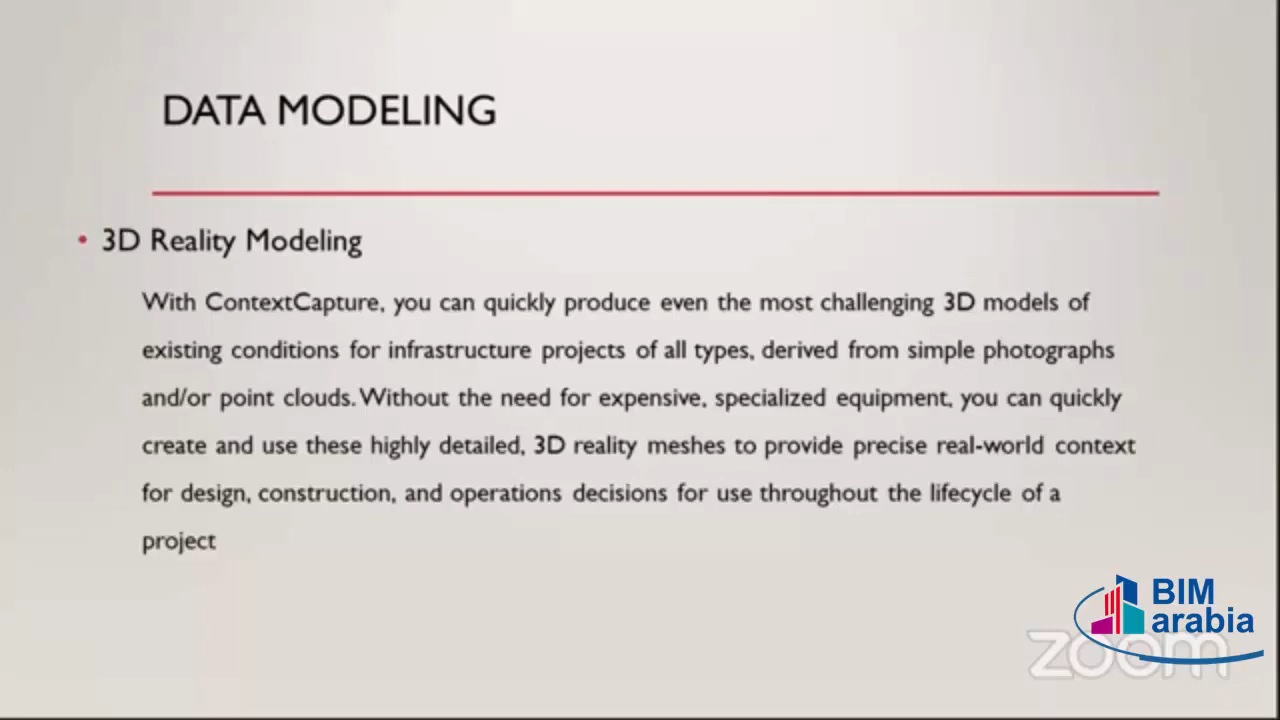 DATA MODELING
• 3D Reality Modeling
With ContextCapture, you can quickly produce even the most challenging 3D models of
existing conditions for infrastructure projects of all types, derived from simple photographs
and/or point clouds. Without the need for expensive, specialized equipment, you can quickly
create and use these highly detailed, 3D reality meshes to provide precise real-world context
for design, construction, and operations decisions for use throughout the lifecycle of a
project
BIM
arabia
zoom